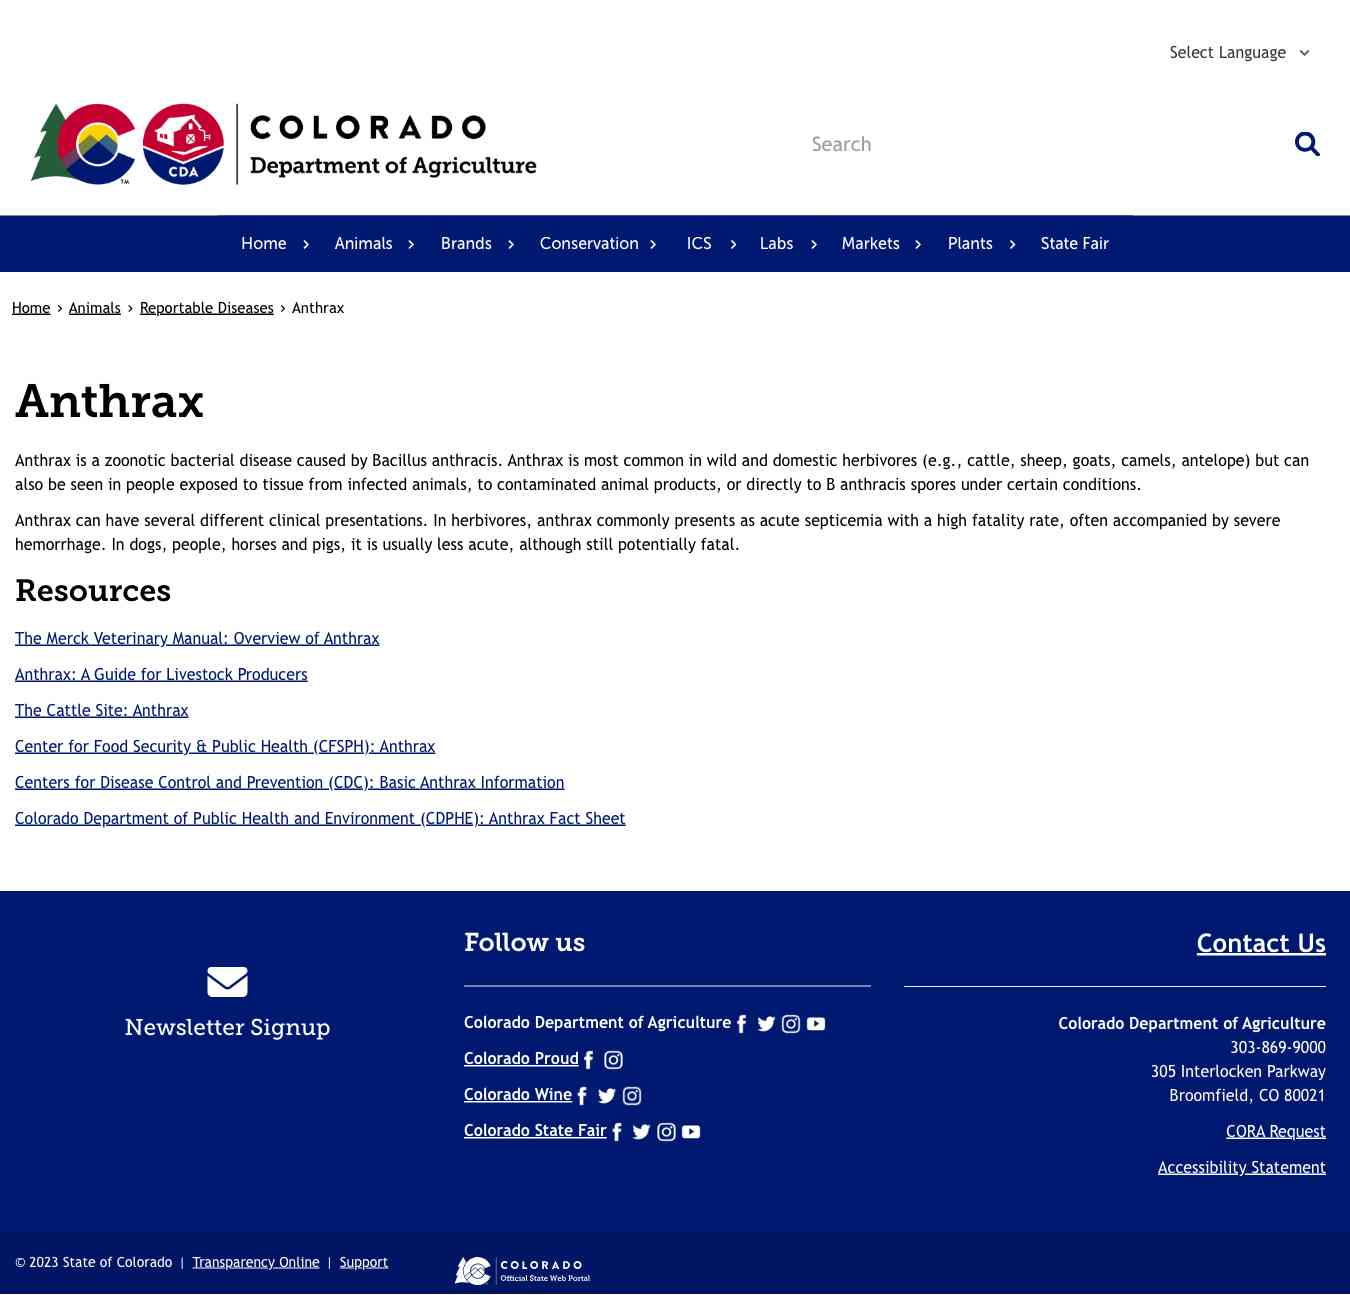 Select Language
COLORADO
Department of Agriculture
CDA
TM
Search
Home
Animals
Brands
Conservation
ICS
Labs
Markets
Plants
State Fair
Home › Animals › Reportable Diseases › Anthrax
Anthrax
Anthrax is a zoonotic bacterial disease caused by Bacillus anthracis. Anthrax is most common in wild and domestic herbivores (e.g., cattle, sheep, goats, camels, antelope) but can
also be seen in people exposed to tissue from infected animals, to contaminated animal products, or directly to B anthracis spores under certain conditions.
Anthrax can have several different clinical presentations. In herbivores, anthrax commonly presents as acute septicemia with a high fatality rate, often accompanied by severe
hemorrhage. In dogs, people, horses and pigs, it is usually less acute, although still potentially fatal.
Resources
The Merck Veterinary Manual: Overview of Anthrax
Anthrax: A Guide for Livestock Producers
The Cattle Site: Anthrax
Center for Food Security & Public Health (CFSPH): Anthrax
Centers for Disease Control and Prevention (CDC): Basic Anthrax Information
Colorado Department of Public Health and Environment (CDPHE): Anthrax Fact Sheet
Newsletter Signup
Follow us
Colorado Department of Agriculture
Colorado Proud
Colorado Wine
Colorado State Fair
Contact Us
Colorado Department of Agriculture
303-869-9000
305 Interlocken Parkway
Broomfield, CO 80021
CORA Request
Accessibility Statement
© 2023 State of Colorado | Transparency Online | Support
COLORADO
Official State Web Portal